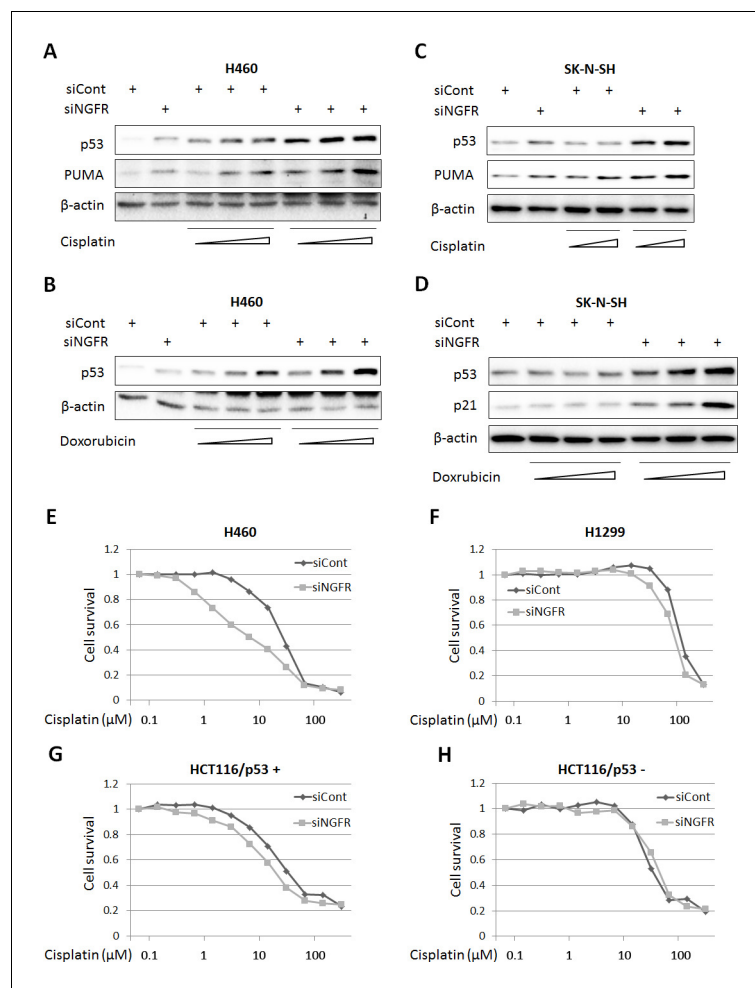 A
H460
siCont + + + +
siNGFR + + + +
p53
PUMA
β-actin
Cisplatin
C
SK-N-SH
siCont + + +
siNGFR + + +
p53
PUMA
β-actin
Cisplatin
B
H460
siCont + + + +
siNGFR + + + +
p53
β-actin
Doxorubicin
D
SK-N-SH
siCont + + + +
siNGFR + + +
p53
p21
β-actin
Doxrubicin
E
H460
1.2
1
0.8
0.6
0.4
0.2
0
Cell survival
siCont
siNGFR
Cisplatin (μM) 0.1 1 10 100
F
H1299
1.2
1
0.8
0.6
0.4
0.2
0
Cell survival
siCont
siNGFR
Cisplatin (μM) 0.1 1 10 100
G
HCT116/p53 +
1.2
1
0.8
0.6
0.4
0.2
0
Cell survival
siCont
siNGFR
Cisplatin (μM) 0.1 1 10 100
H
HCT116/p53 -
1.2
1
0.8
0.6
0.4
0.2
0
Cell survival
siCont
siNGFR
Cisplatin (μM) 0.1 1 10 100